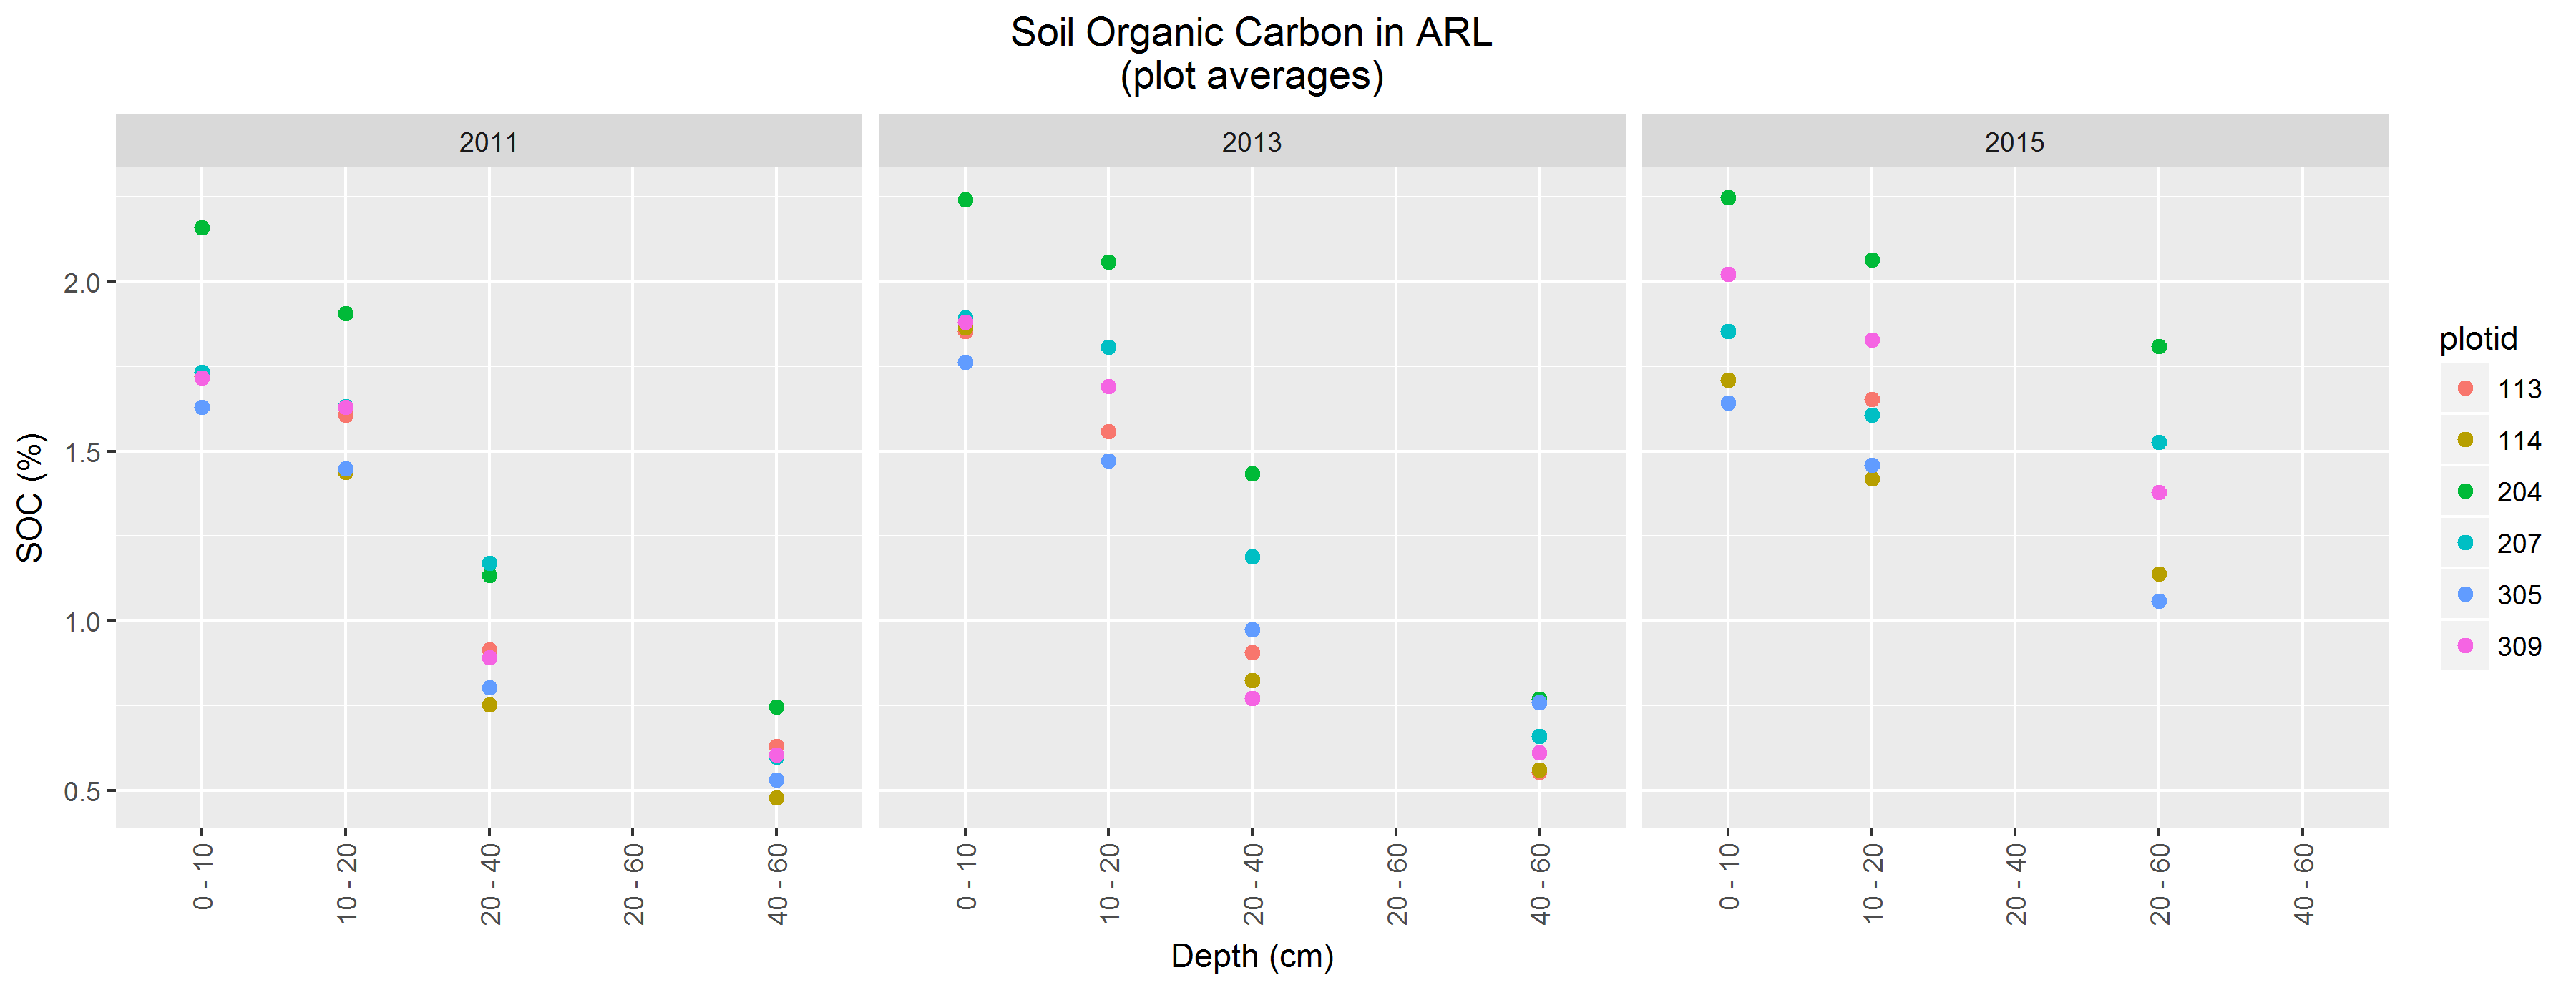 Soil Organic Carbon in ARL
(plot averages)
2011
2013
2015
SOC (%)
2.0
1.5
1.0
0.5
0 - 10
10 - 20
20 - 40
20 - 60
40 - 60
0 - 10
10 - 20
20 - 40
20 - 60
40 - 60
0 - 10
10 - 20
20 - 40
20 - 60
40 - 60
Depth (cm)
plotid
113
114
204
207
305
309